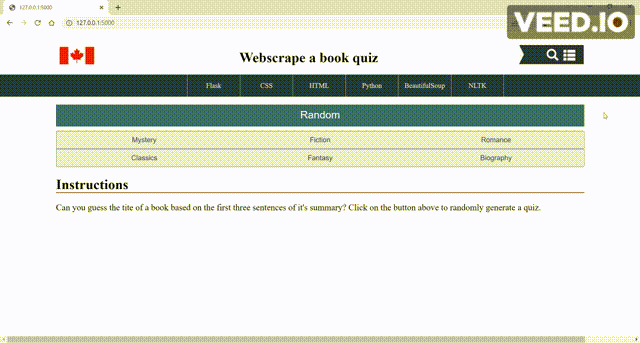 127.0.0.1:5000
VEED.IO
127.0.0.1:5000
Webscrape a book quiz
Flask CSS HTML Python BeautifulSoup NLTK
Random
Mystery Fiction Romance
Classics Fantasy Biography
Instructions
Can you guess the tite of a book based on the first three sentences of it's summary? Click on the button above to randomly generate a quiz.